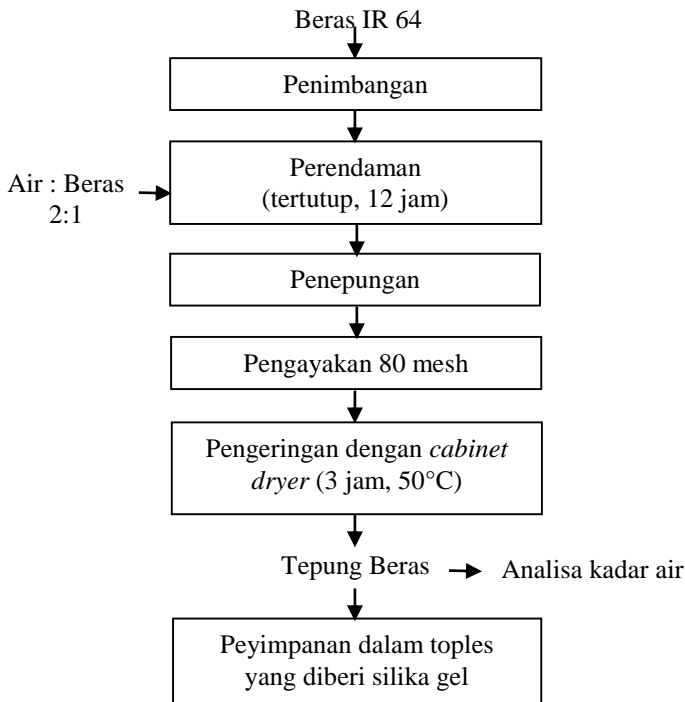 Beras IR 64
Penimbangan
Air : Beras
2:1
Perendaman
(tertutup, 12 jam)
Penepungan
Pengayakan 80 mesh
Pengeringan dengan cabinet
dryer (3 jam, 50°C)
Tepung Beras
Analisa kadar air
Peyimpanan dalam toples
yang diberi silika gel